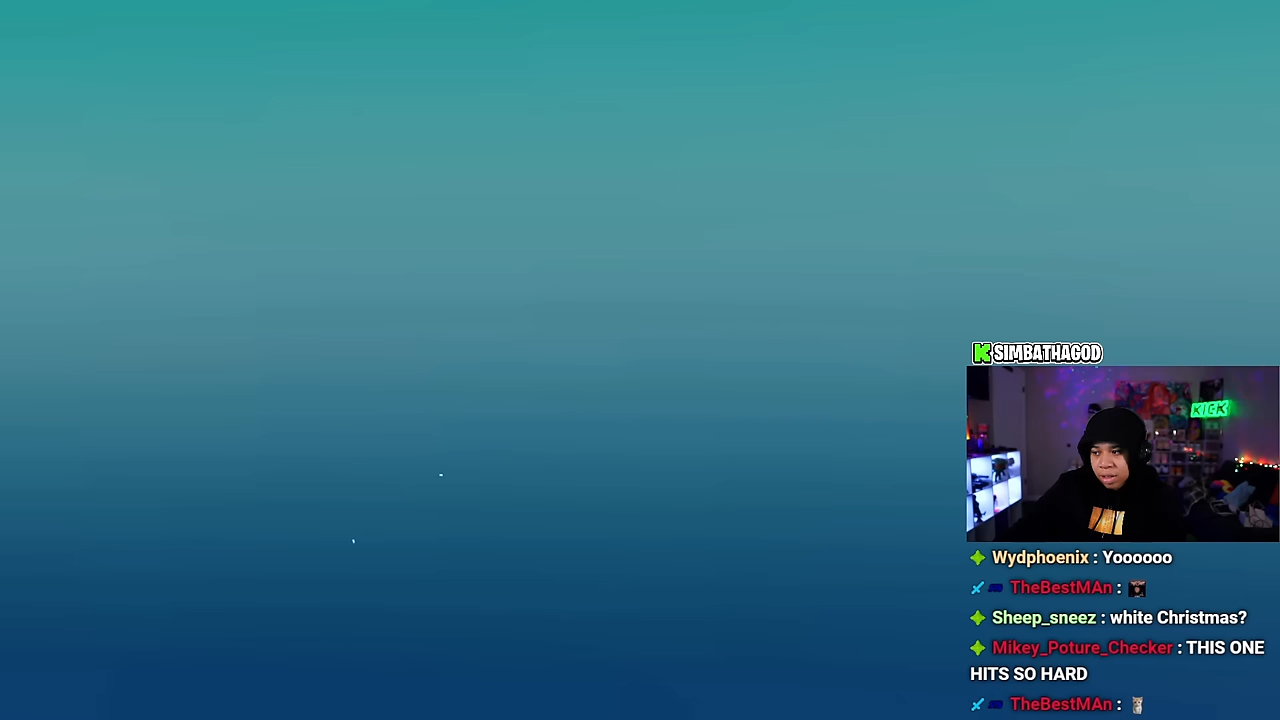 SIMBATHAGOD
KICK
Wydphoenix : Yoooooo
TheBestMAn :
Sheep_sneez : white Christmas?
Mikey_Poture_Checker : THIS ONE
HITS SO HARD
TheBestMAn :